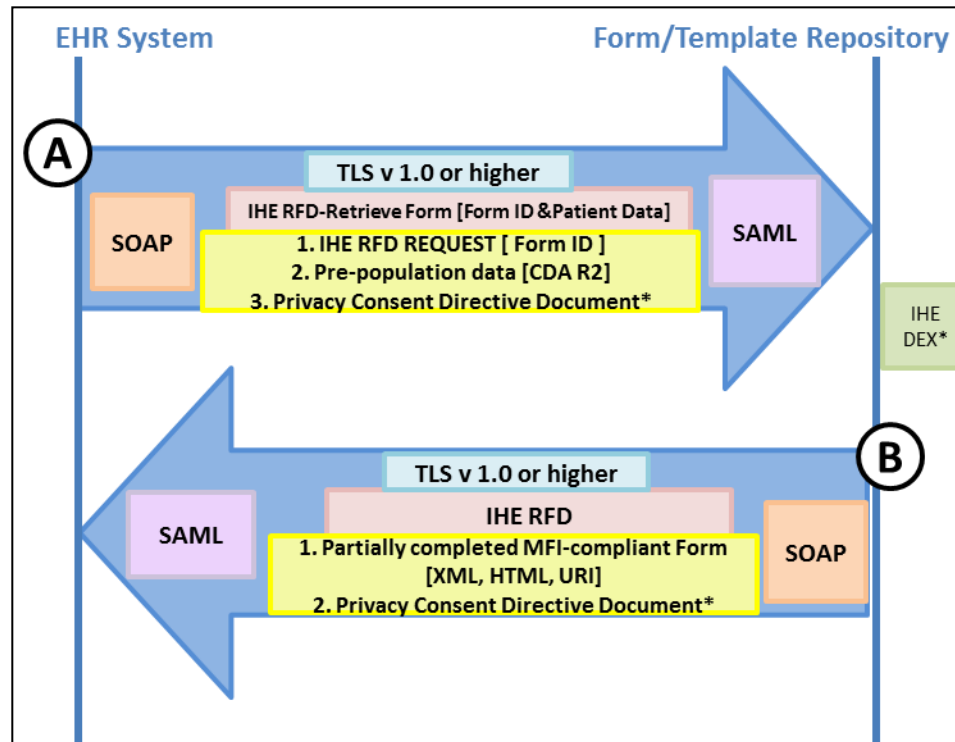 EHR System
Form/Template Repository
A
TLS v 1.0 or higher
IHE RFD-Retrieve Form [Form ID &Patient Data]
SOAP
1. IHE RFD REQUEST [ Form ID ]
2. Pre-population data [CDA R2]
3. Privacy Consent Directive Document*
SAML
IHE
DEX*
B
TLS v 1.0 or higher
IHE RFD
SAML
1. Partially completed MFI-compliant Form
[XML, HTML, URI]
2. Privacy Consent Directive Document*
SOAP